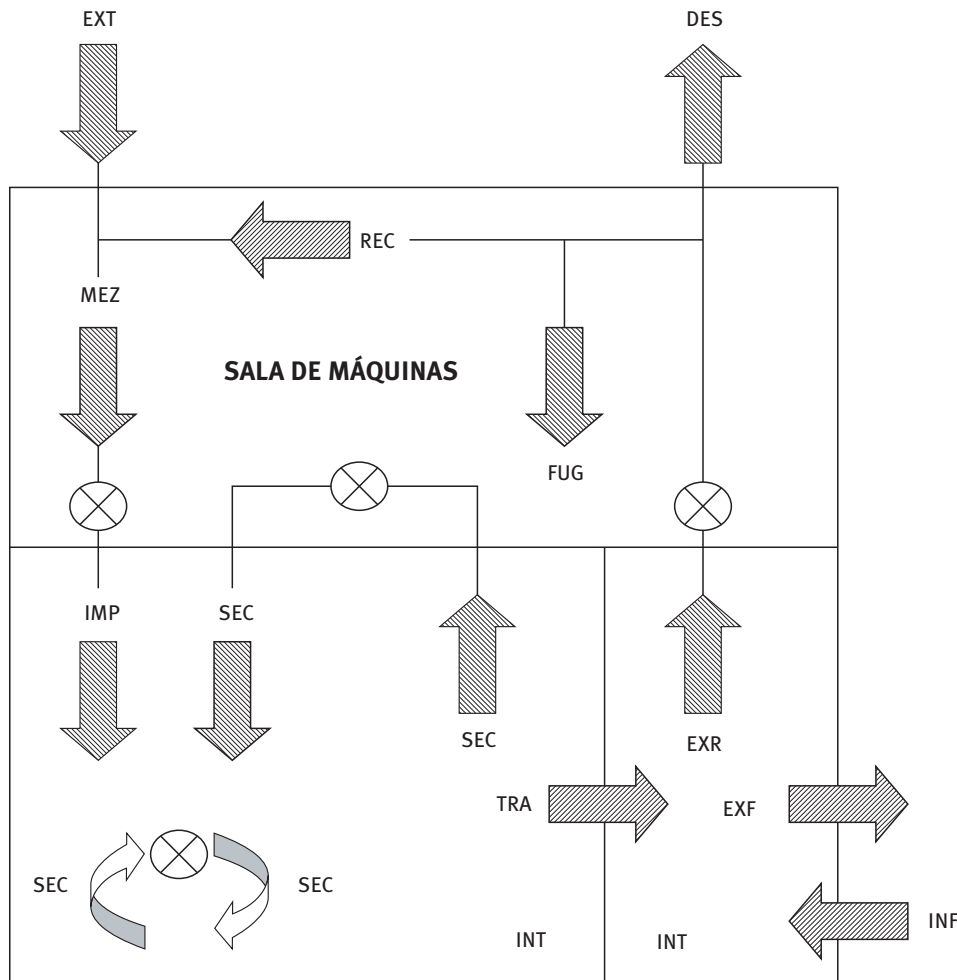 EXT
DES
REC
MEZ
SALA DE MÁQUINAS
FUG
IMP
SEC
SEC
EXR
TRA
EXF
SEC
SEC
INT
INT
INF